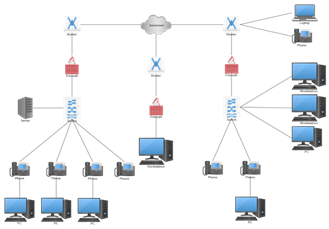 Router
Internet
Router
Laptop
Phone
Router
Firewall
Firewall
Workstation
Firewall
Server
Workstation
PC
Workstation
Phone
Phone
Phone
Phone
Phone
Phone
PC
PC
PC
PC